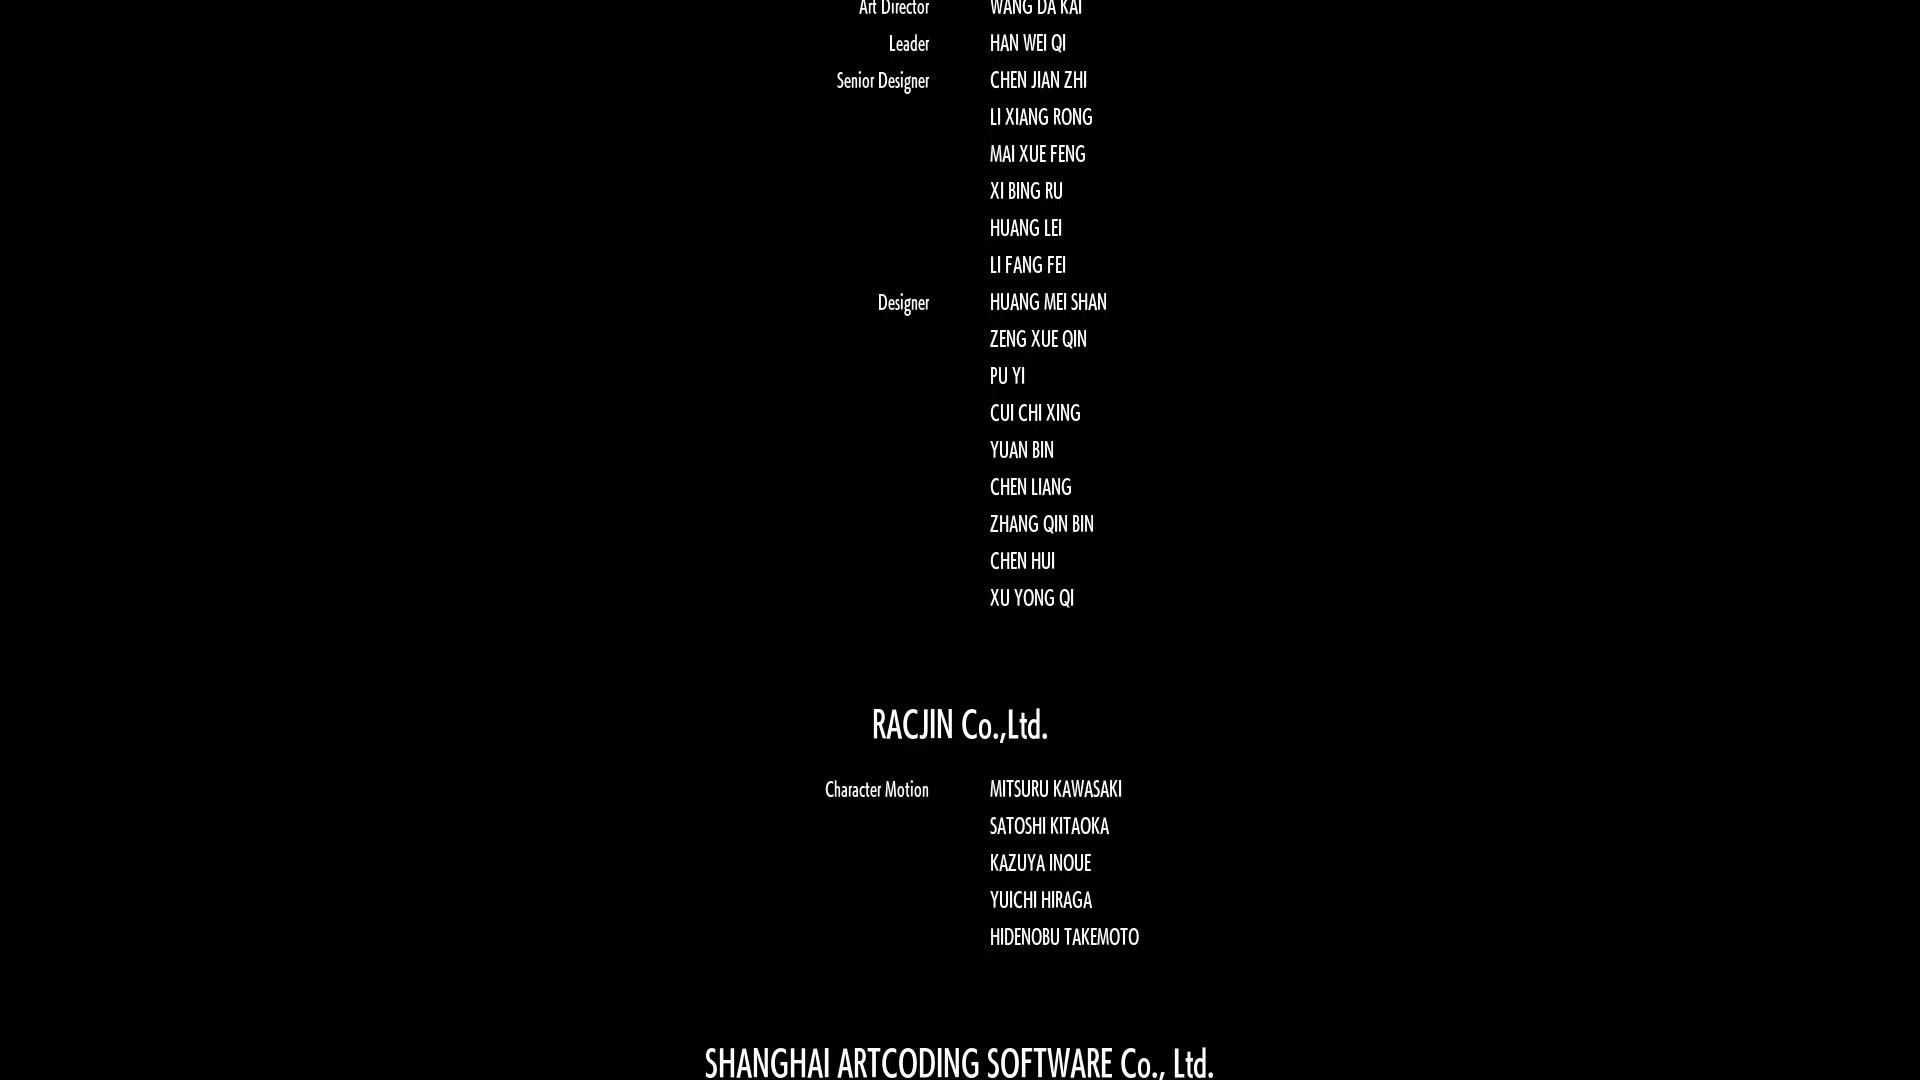 Art Director WANG DA KAI
Leader HAN WEI QI
Senior Designer CHEN JIAN ZHI
LI XIANG RONG
MAI XUE FENG
XI BING RU
HUANG LEI
LI FANG FEI
Designer HUANG MEI SHAN
ZENG XUE QIN
PU YI
CUI CHI XING
YUAN BIN
CHEN LIANG
ZHANG QIN BIN
CHEN HUI
XU YONG QI
RACJIN Co.,Ltd.
Character Motion MITSURU KAWASAKI
SATOSHI KITAOKA
KAZUYA INOUE
YUICHI HIRAGA
HIDENOBU TAKEMOTO
SHANGHAI ARTCODING SOFTWARE Co., Ltd.